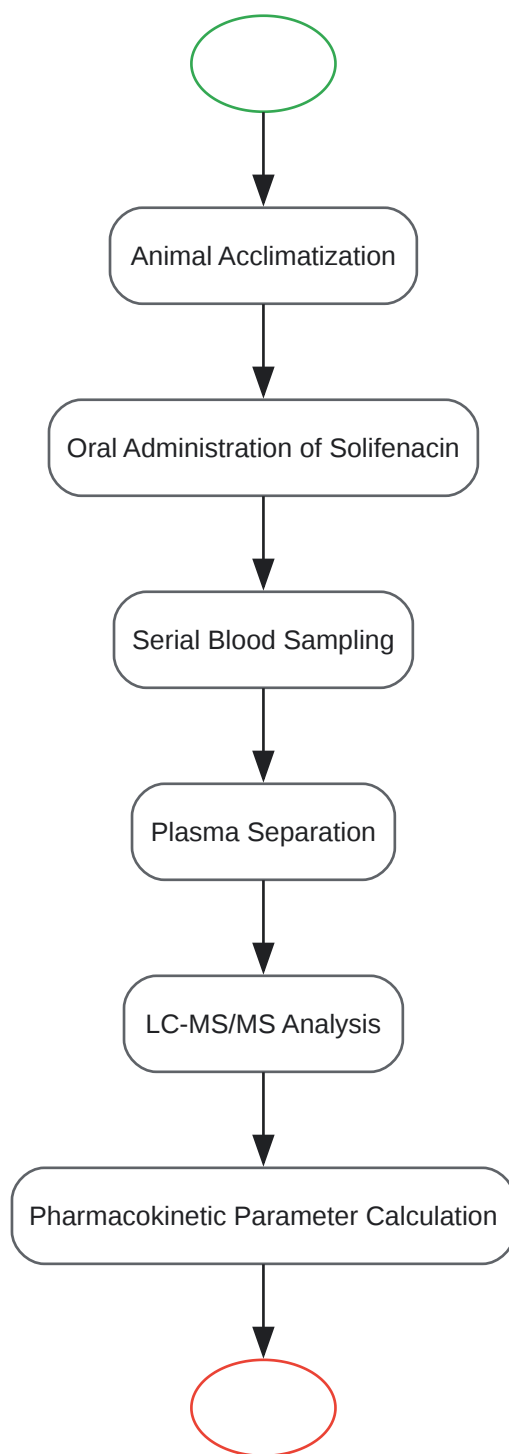 Animal Acclimatization
Oral Administration of Solifenacin
Serial Blood Sampling
Plasma Separation
LC-MS/MS Analysis
Pharmacokinetic Parameter Calculation